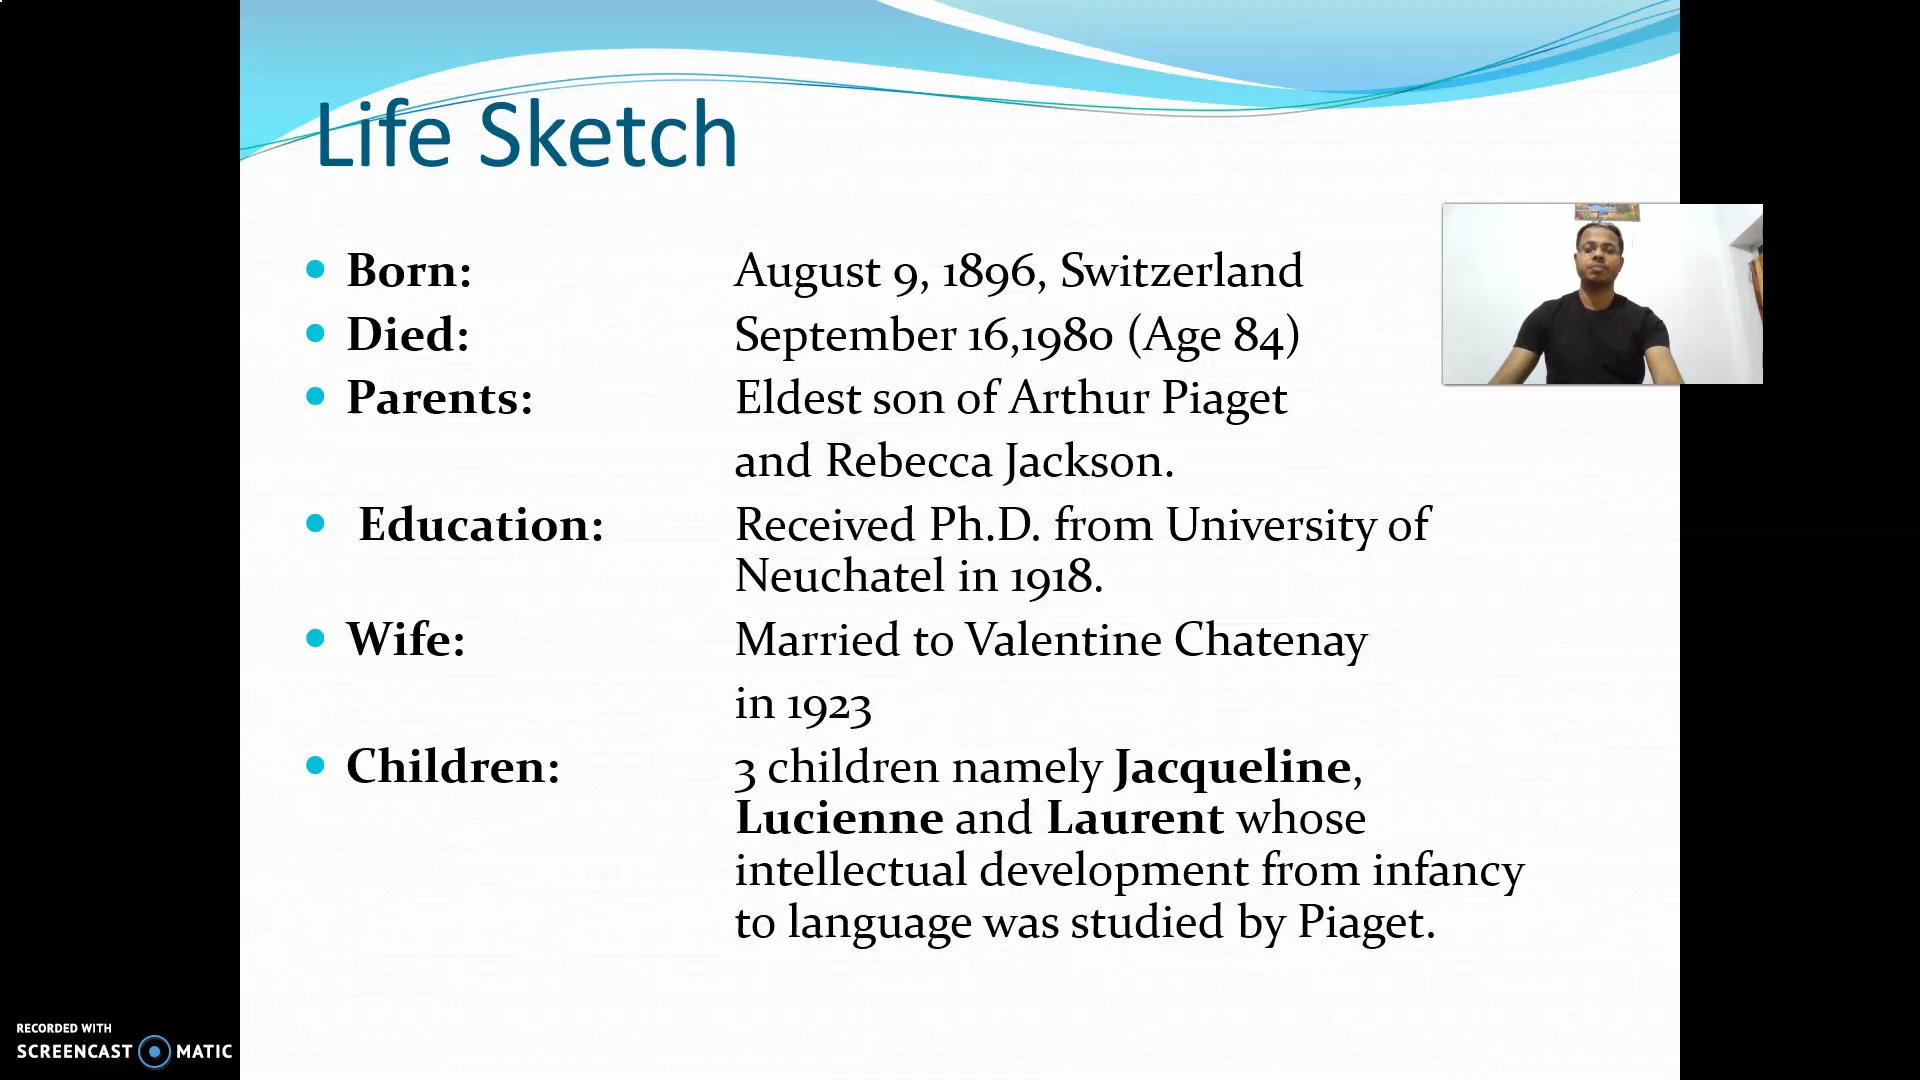 Life Sketch
Born: August 9, 1896, Switzerland
Died: September 16,1980 (Age 84)
Parents: Eldest son of Arthur Piaget
and Rebecca Jackson.
Education: Received Ph.D. from University of
Neuchatel in 1918.
Wife: Married to Valentine Chatenay
in 1923
Children: 3 children namely Jacqueline,
Lucienne and Laurent whose
intellectual development from infancy
to language was studied by Piaget.
RECORDED WITH
SCREENCAST MATIC